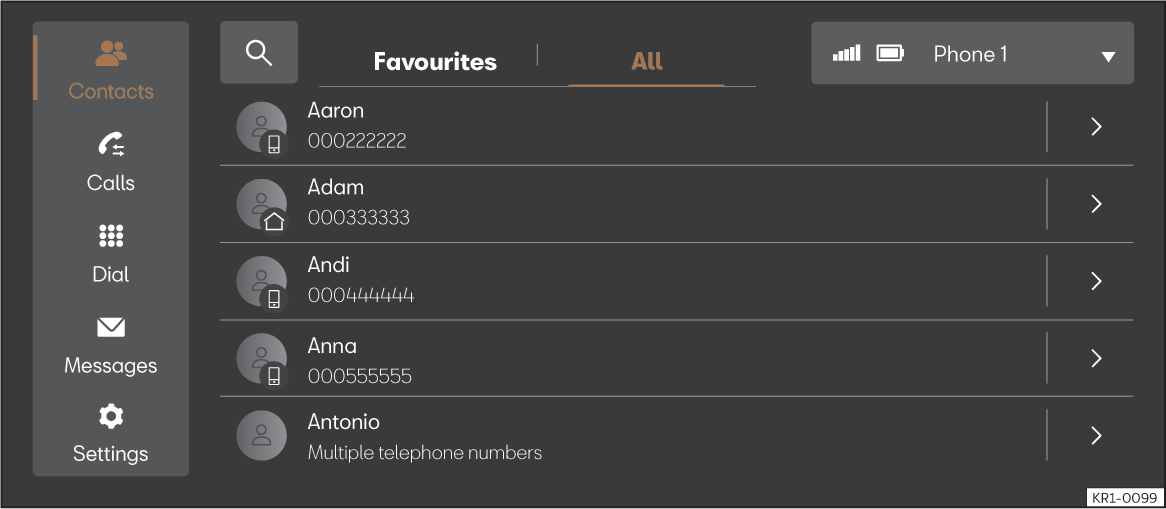 Contacts
Calls
Dial
Messages
Settings
Favourites
All
Phone 1
Aaron
000222222
Adam
000333333
Andi
000444444
Anna
000555555
Antonio
Multiple telephone numbers
KR1-0099